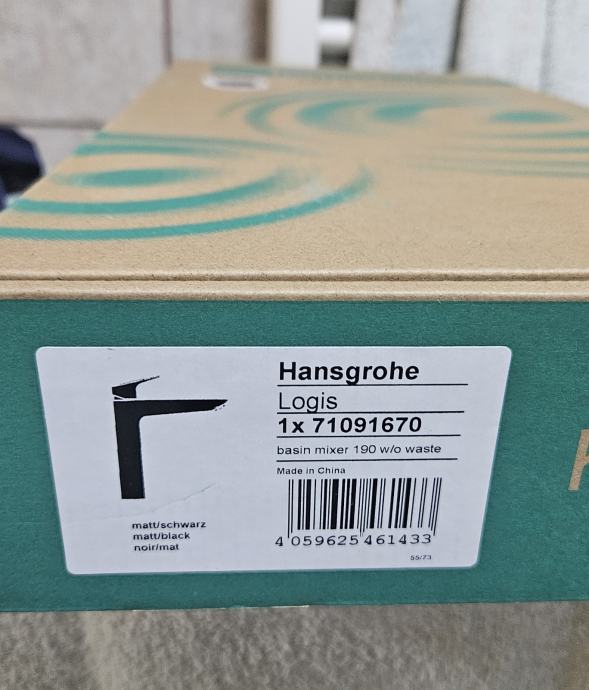 Hansgrohe
Logis
1x 71091670
basin mixer 190 w/o waste
Made in China
4 059625 461433
55/73
matt/schwarz
matt/black
noir/mat